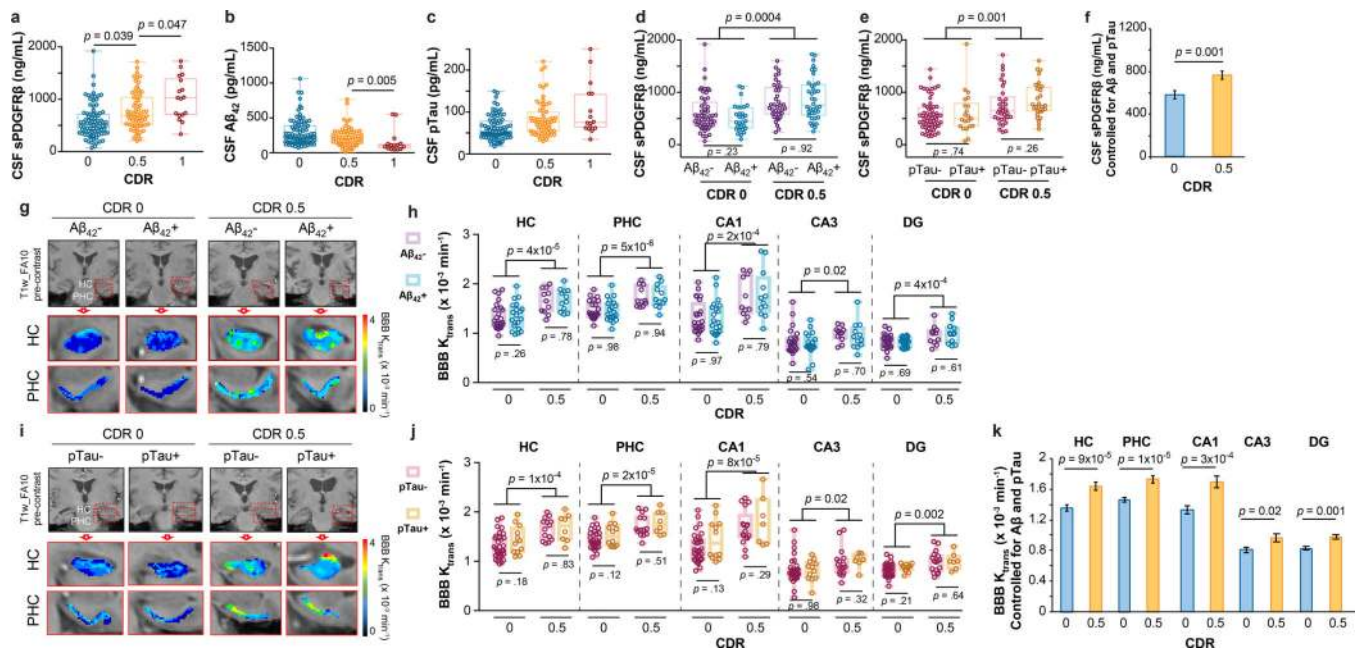 a
p = 0.039
p = 0.047
CSF sPDGFRβ (ng/mL)
2000
1000
0
0
0.5
1
CDR
b
p = 0.005
CSF Aβ42 (pg/mL)
1500
1000
500
0
0
0.5
1
CDR
c
CSF pTau (pg/mL)
250
200
150
100
50
0
0
0.5
1
CDR
d
p = 0.0004
CSF sPDGFRβ (ng/mL)
2000
1500
1000
500
0
p = .23
p = .92
Aβ42- Aβ42+ Aβ42- Aβ42+
CDR 0
CDR 0.5
e
p = 0.001
CSF sPDGFRβ (ng/mL)
2000
1500
1000
500
0
p = .74
p = .26
pTau- pTau+ pTau- pTau+
CDR 0
CDR 0.5
f
CSF sPDGFRβ (ng/mL)
Controlled for Aβ and pTau
1200
900
600
300
0
p = 0.001
0
0.5
CDR
g
CDR 0
CDR 0.5
Aβ42-
Aβ42+
Aβ42-
Aβ42+
T1w_FA10
pre-contrast
HC
PHC
HC
PHC
4
0
BBB Ktrans (x 10-3 min-1)
h
Aβ42-
Aβ42+
HC
PHC
CA1
CA3
DG
BBB Ktrans (x 10-3 min-1)
3
2
1
0
p = 4x10-5
p = 5x10-6
p = 2x10-4
p = 0.02
p = 4x10-4
p = .26
p = .78
p = .98
p = .94
p = .97
p = .79
p = .54
p = .70
p = .69
p = .61
0
0.5
0
0.5
0
0.5
0
0.5
0
0.5
CDR
i
CDR 0
CDR 0.5
pTau-
pTau+
pTau-
pTau+
T1w_FA10
pre-contrast
HC
PHC
HC
PHC
4
0
BBB Ktrans (x 10-3 min-1)
j
pTau-
pTau+
HC
PHC
CA1
CA3
DG
BBB Ktrans (x 10-3 min-1)
3
2
1
0
p = 1x10-4
p = 2x10-5
p = 8x10-5
p = 0.02
p = 0.002
p = .18
p = .83
p = .12
p = .51
p = .13
p = .29
p = .98
p = .32
p = .21
p = .64
0
0.5
0
0.5
0
0.5
0
0.5
0
0.5
CDR
k
HC
PHC
CA1
CA3
DG
BBB Ktrans (x 10-3 min-1)
Controlled for Aβ and pTau
2
1.6
1.2
0.8
0.4
0
p = 9x10-5
p = 1x10-5
p = 3x10-4
p = 0.02
p = 0.001
0
0.5
0
0.5
0
0.5
0
0.5
0
0.5
CDR